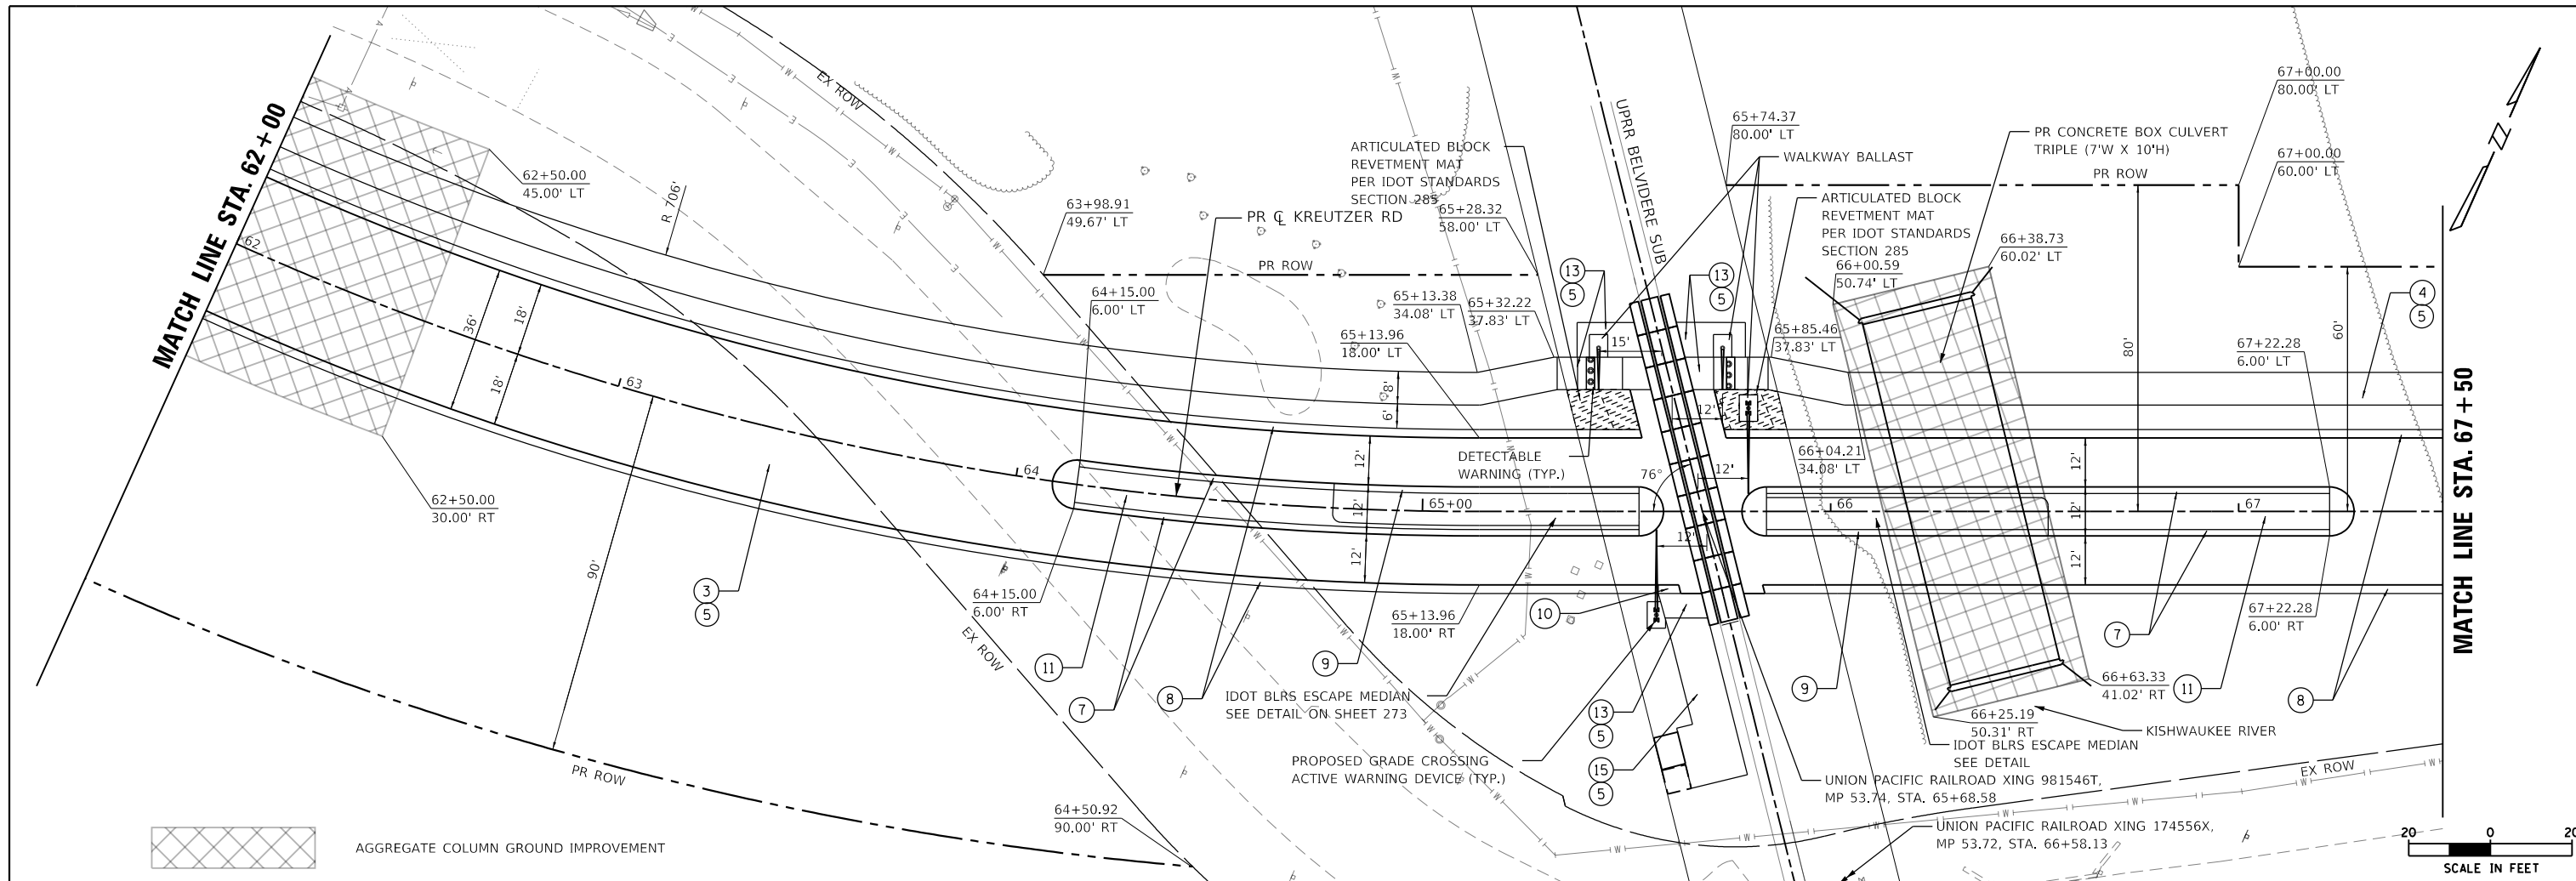 MATCH LINE STA. 62+00
62+50.00
45.00' LT
R 706'
EX ROW
63+98.91
49.67' LT
PR ROW
PR ℄ KREUTZER RD
ARTICULATED BLOCK
REVETMENT MAT
PER IDOT STANDARDS
SECTION 285
65+28.32
58.00' LT
UPRR BELVIDERE SUB
65+74.37
80.00' LT
WALKWAY BALLAST
PR CONCRETE BOX CULVERT
TRIPLE (7'W X 10'H)
PR ROW
67+00.00
80.00' LT
67+00.00
60.00' LT
ARTICULATED BLOCK
REVETMENT MAT
PER IDOT STANDARDS
SECTION 285
66+00.59
50.74' LT
66+38.73
60.02' LT
Z
62
36'
18'
18'
63
64+15.00
6.00' LT
65+13.38
34.08' LT
65+32.22
37.83' LT
65+13.96
18.00' LT
13
5
13
5
15'
65+85.46
37.83' LT
80'
60'
4
5
67+22.28
6.00' LT
8'
6'
12'
12'
12'
DETECTABLE
WARNING (TYP.)
76°
12'
12'
12'
66+04.21
34.08' LT
12'
12'
12'
64
65+00
66
67
MATCH LINE STA. 67+50
62+50.00
30.00' RT
90'
3
5
64+15.00
6.00' RT
65+13.96
18.00' RT
10
67+22.28
6.00' RT
7
EX ROW
11
7
8
9
IDOT BLRS ESCAPE MEDIAN
SEE DETAIL ON SHEET 273
13
5
9
66+63.33
41.02' RT
11
8
66+25.19
50.31' RT
KISHWAUKEE RIVER
IDOT BLRS ESCAPE MEDIAN
SEE DETAIL
PROPOSED GRADE CROSSING
ACTIVE WARNING DEVICE (TYP.)
15
5
UNION PACIFIC RAILROAD XING 981546T,
MP 53.74, STA. 65+68.58
EX ROW
PR ROW
64+50.92
90.00' RT
UNION PACIFIC RAILROAD XING 174556X,
MP 53.72, STA. 66+58.13
AGGREGATE COLUMN GROUND IMPROVEMENT
20 0 20
SCALE IN FEET